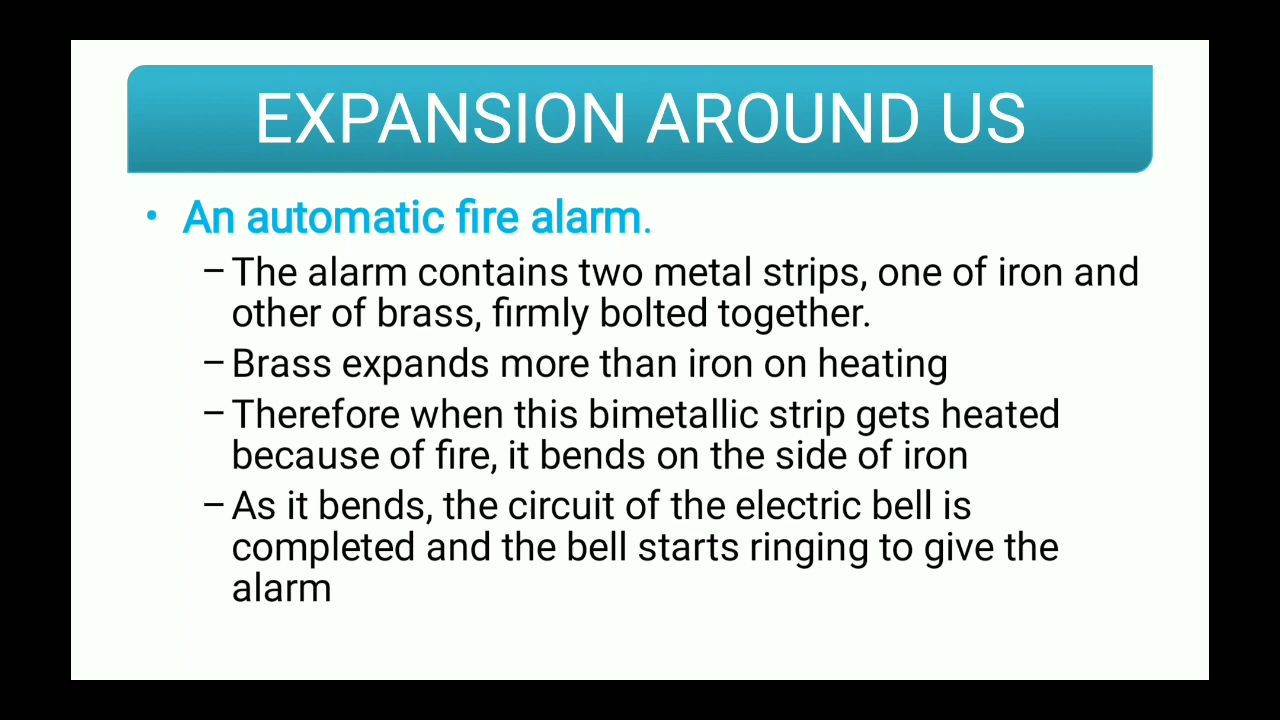 EXPANSION AROUND US
• An automatic fire alarm.
– The alarm contains two metal strips, one of iron and
other of brass, firmly bolted together.
– Brass expands more than iron on heating
– Therefore when this bimetallic strip gets heated
because of fire, it bends on the side of iron
– As it bends, the circuit of the electric bell is
completed and the bell starts ringing to give the
alarm